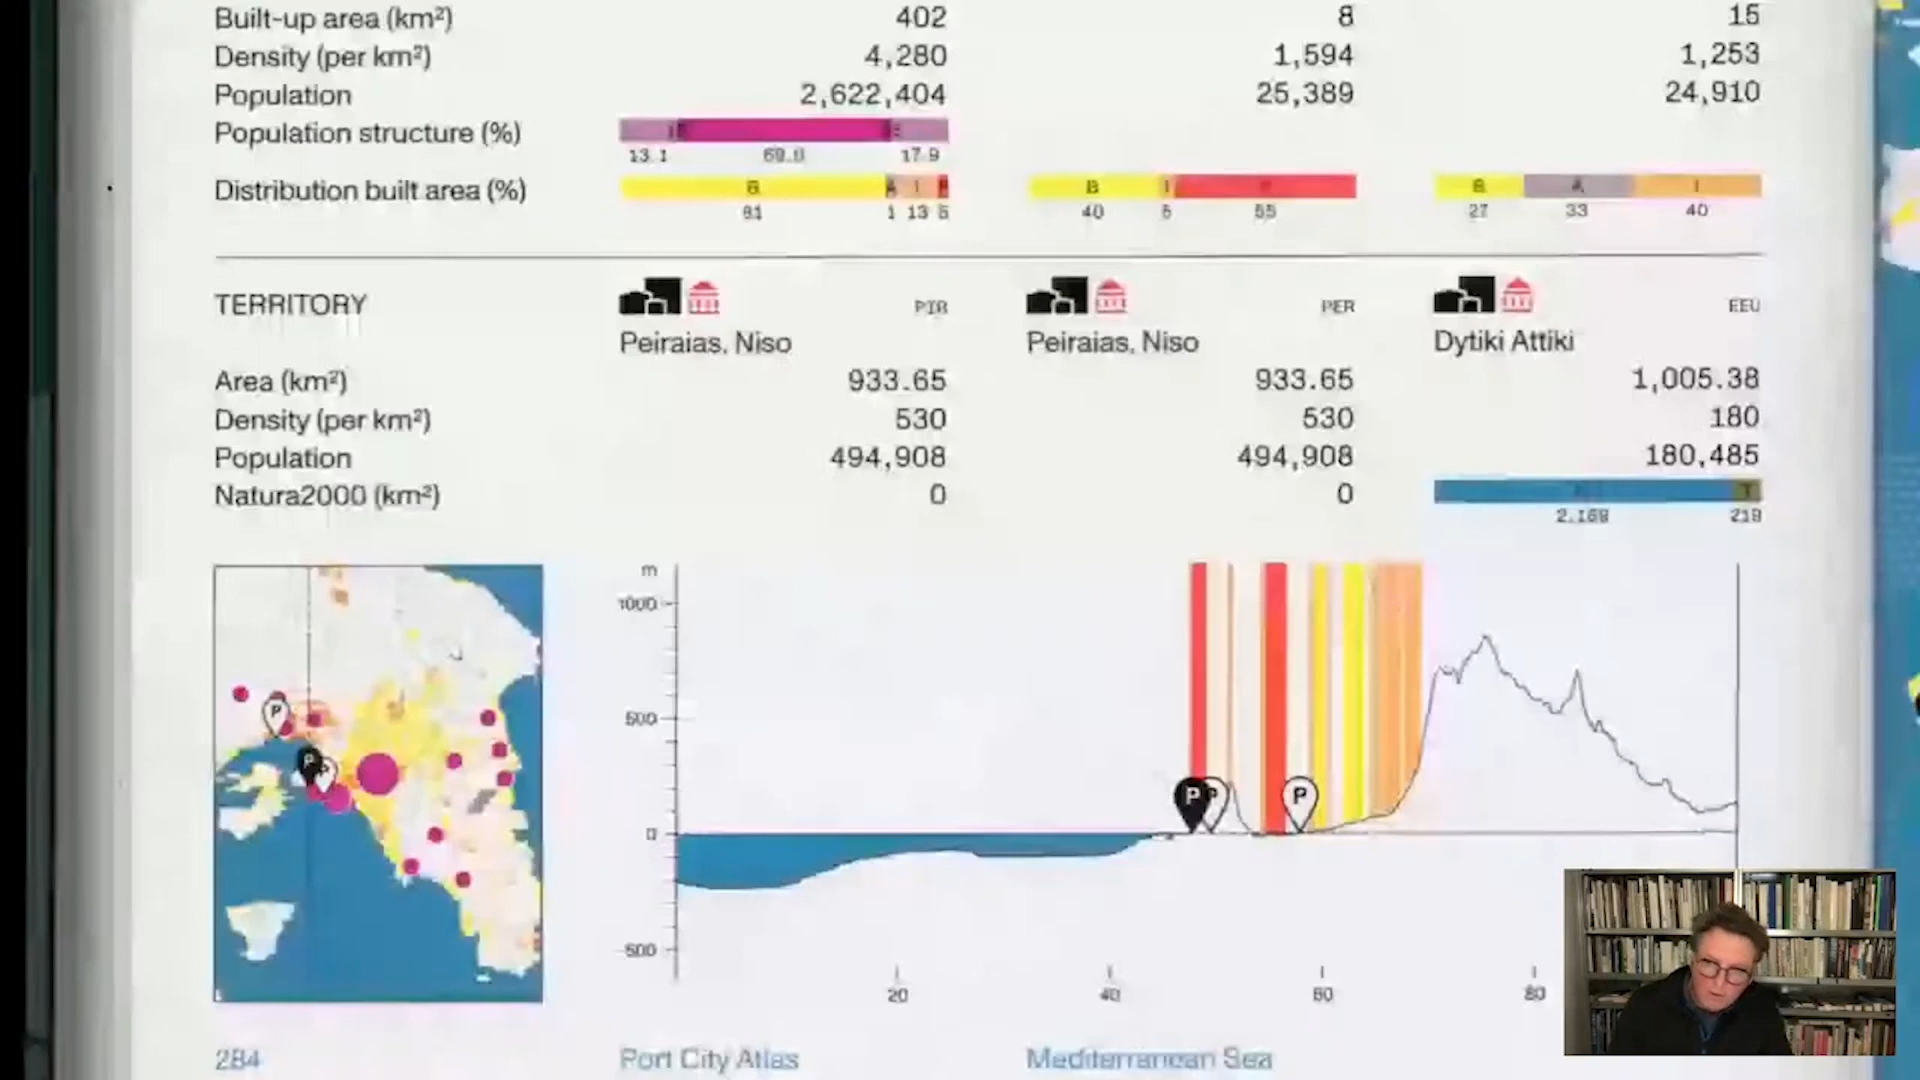 Built-up area (km²) 402 8 15
Density (per km²) 4,280 1,594 1,253
Population 2,622,404 25,389 24,910
Population structure (%)
13.1 69.0 17.9
Distribution built area (%) B A I B I P B A I
81 1 13 5 40 5 55 27 33 40
TERRITORY PIR PER EEU
Peiraias, Niso Peiraias, Niso Dytiki Attiki
Area (km²) 933.65 933.65 1,005.38
Density (per km²) 530 530 180
Population 494,908 494,908 180,485
Natura2000 (km²) 0 0
2,169 219
m
1000
500
P P P
0
-500
20 40 60 80
P
P P
284 Port City Atlas Mediterranean Sea